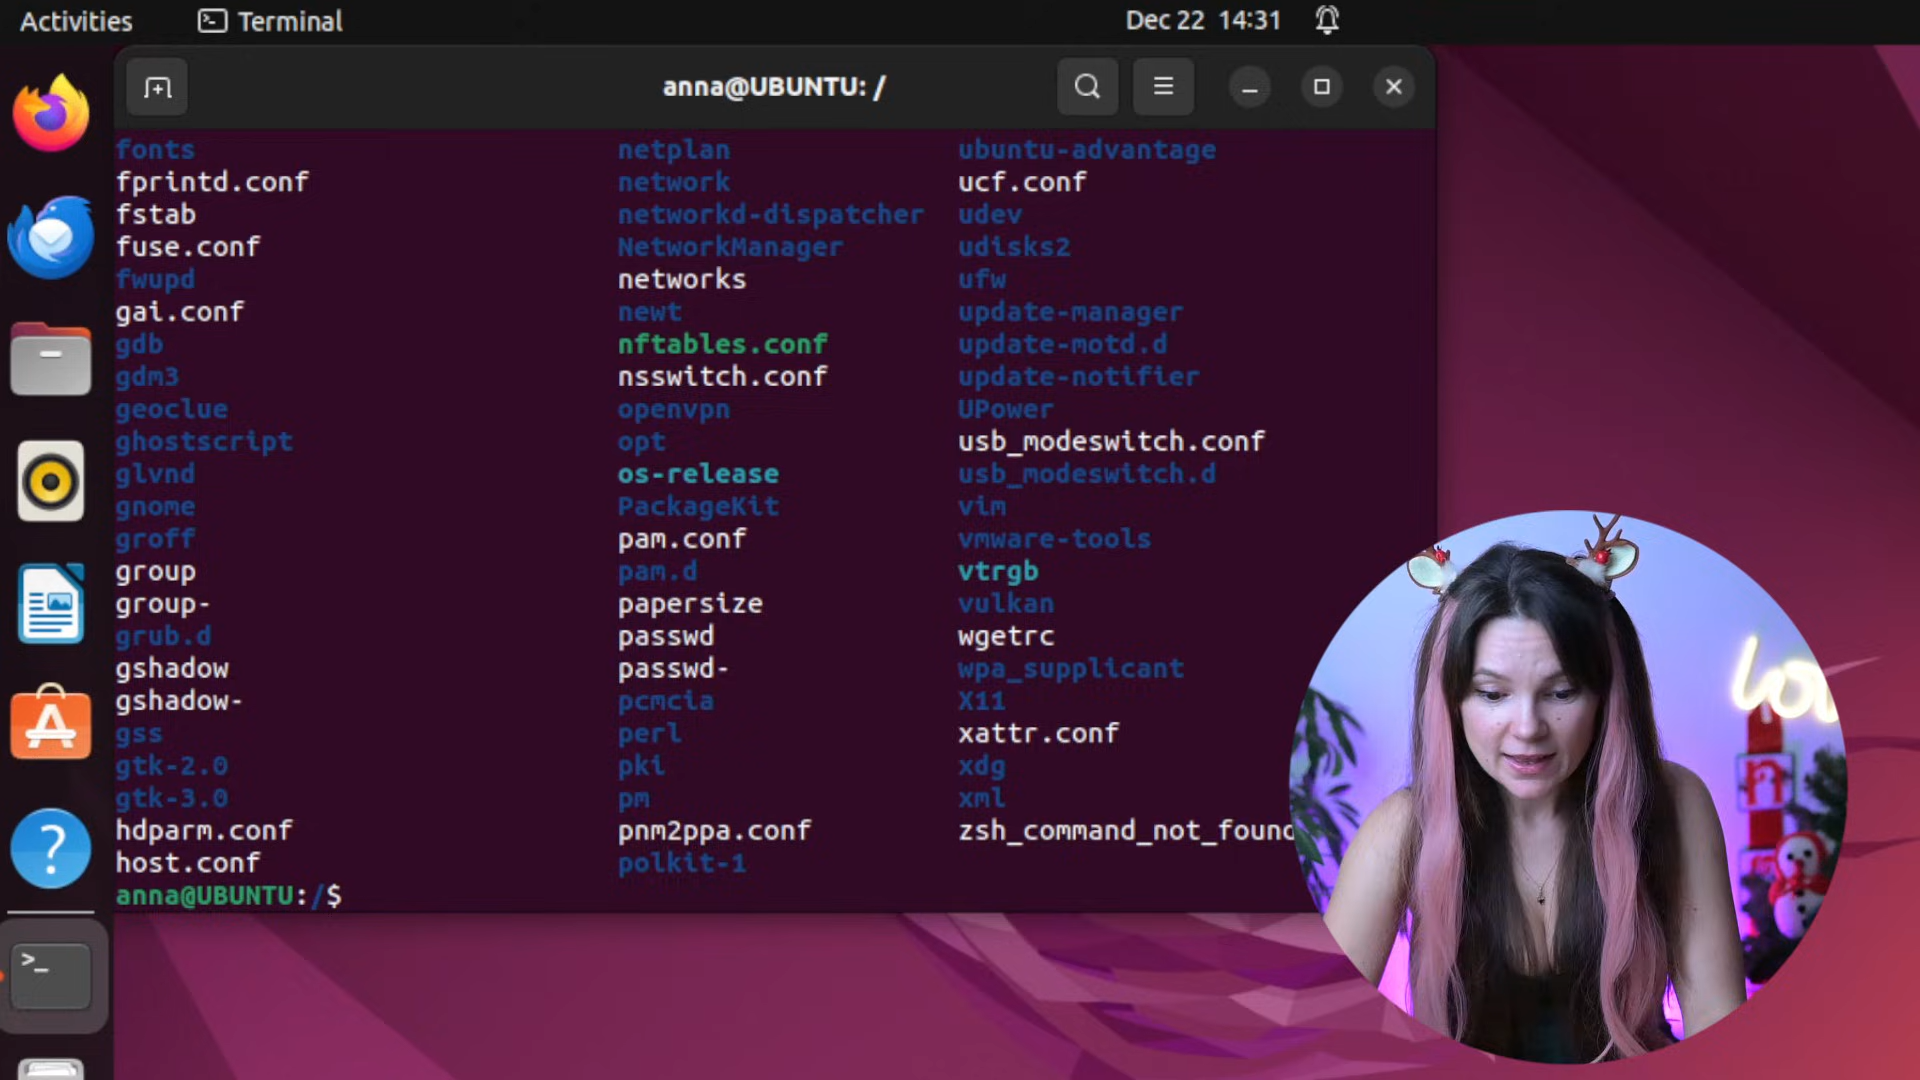 Activities Terminal Dec 22 14:31
anna@UBUNTU: /
fonts netplan ubuntu-advantage
fprintd.conf network ucf.conf
fstab networkd-dispatcher udev
fuse.conf NetworkManager udisks2
fwupd networks ufw
gai.conf newt update-manager
gdb nftables.conf update-motd.d
gdm3 nsswitch.conf update-notifier
geoclue openvpn UPower
ghostscript opt usb_modeswitch.conf
glvnd os-release usb_modeswitch.d
gnome PackageKit vim
groff pam.conf vmware-tools
group pam.d vtrgb
group- papersize vulkan
grub.d passwd wgetrc
gshadow passwd- wpa_supplicant
gshadow- pcmcia X11
gss perl xattr.conf
gtk-2.0 pki xdg
gtk-3.0 pm xml
hdparm.conf pnm2ppa.conf zsh_command_not_found
host.conf polkit-1
anna@UBUNTU:/$